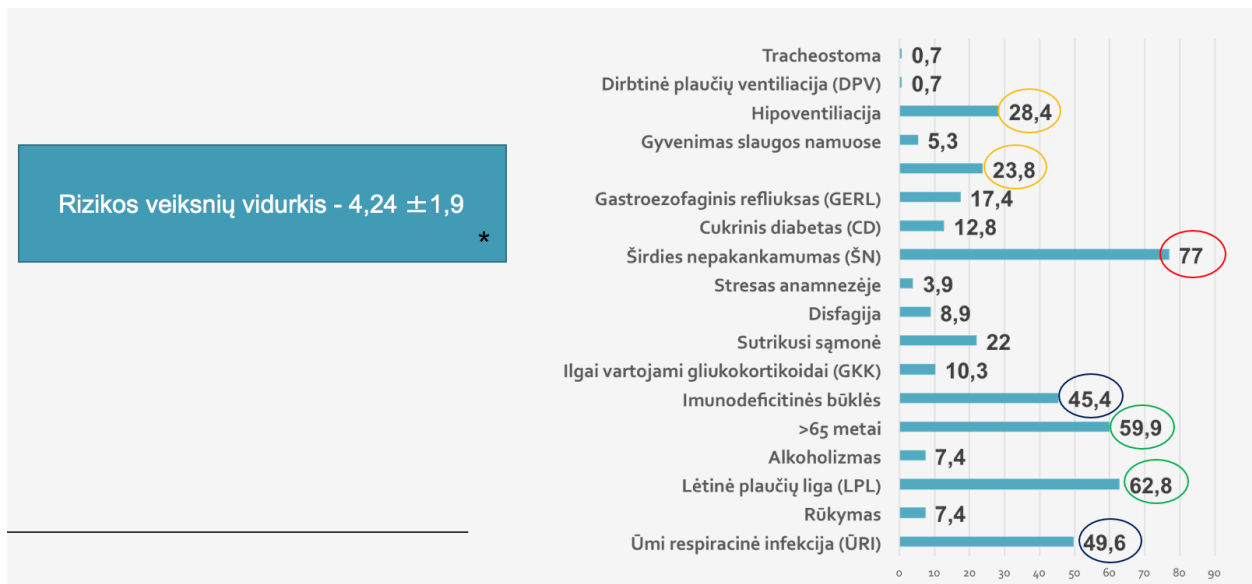 Rizikos veiksnių vidurkis - 4,24 ±1,9
*
Tracheostoma 0,7
Dirbtinė plaučių ventiliacija (DPV) 0,7
Hipoventiliacija 28,4
Gyvenimas slaugos namuose 5,3
23,8
Gastroezofaginis refliuksas (GERL) 17,4
Cukrinis diabetas (CD) 12,8
Širdies nepakankamumas (ŠN) 77
Stresas anamnezėje 3,9
Disfagija 8,9
Sutrikusi sąmonė 22
Ilgai vartojami gliukokortikoidai (GKK) 10,3
Imunodeficitinės būklės 45,4
>65 metai 59,9
Alkoholizmas 7,4
Lėtinė plaučių liga (LPL) 62,8
Rūkymas 7,4
Ūmi respiracinė infekcija (ŪRI) 49,6
0 10 20 30 40 50 60 70 80 90